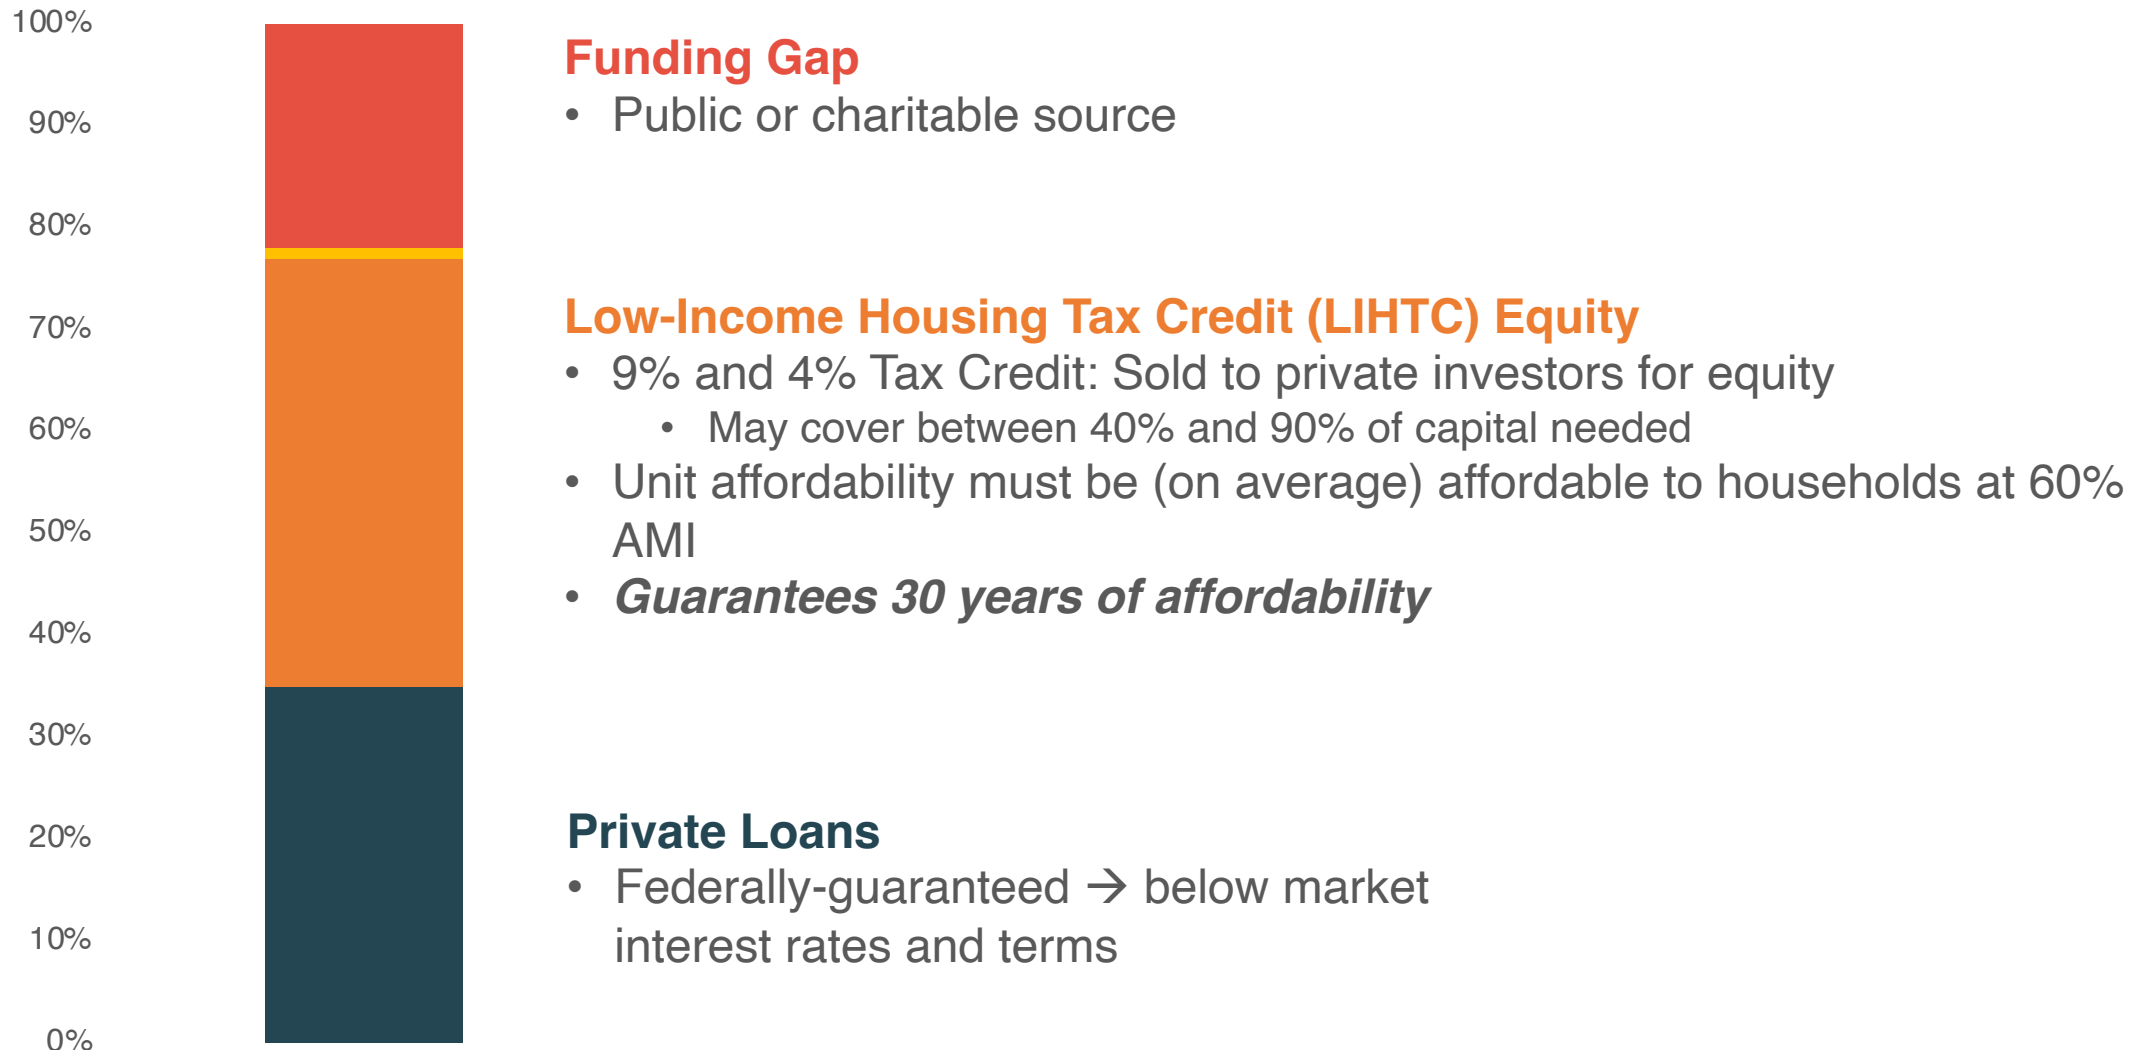 100%
90%
80%
70%
60%
50%
40%
30%
20%
10%
0%
Funding Gap
• Public or charitable source
Low-Income Housing Tax Credit (LIHTC) Equity
• 9% and 4% Tax Credit: Sold to private investors for equity
• May cover between 40% and 90% of capital needed
• Unit affordability must be (on average) affordable to households at 60%
AMI
• Guarantees 30 years of affordability
Private Loans
• Federally-guaranteed → below market
interest rates and terms